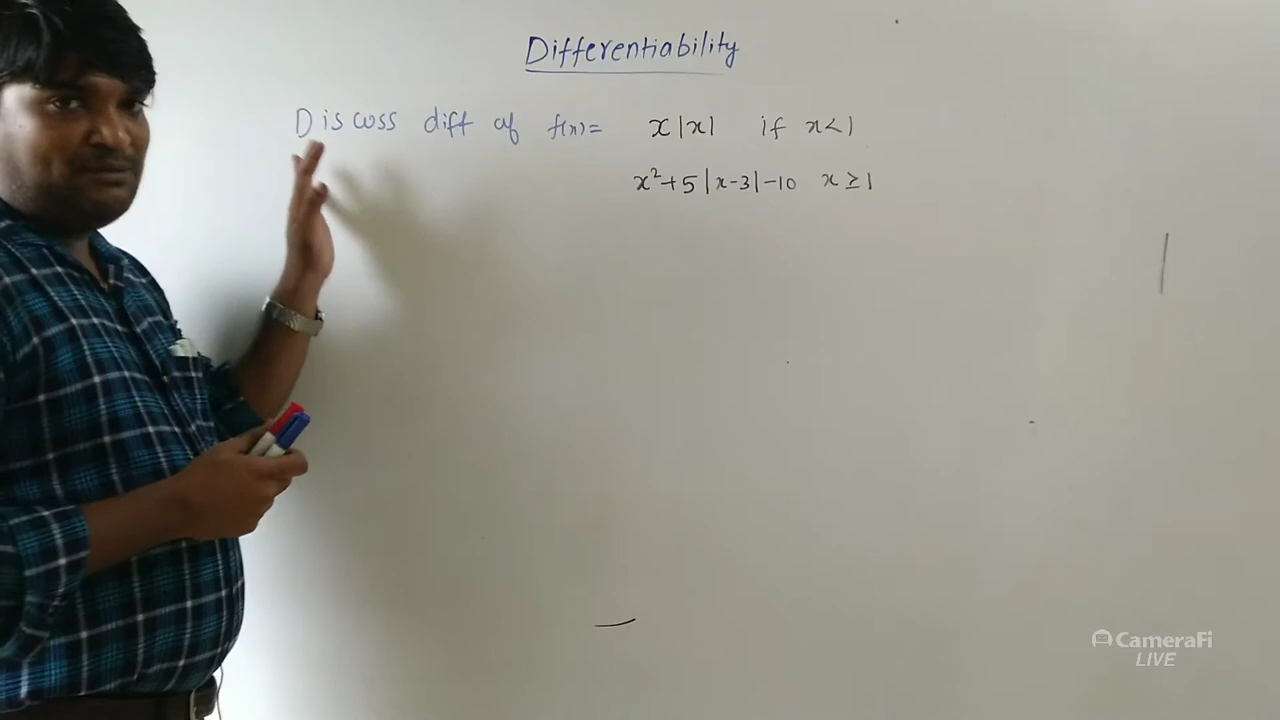 Differentiability
Discuss diff of f(x)= x|x| if x<1
x²+5|x-3|-10 x≥1
CameraFi
LIVE